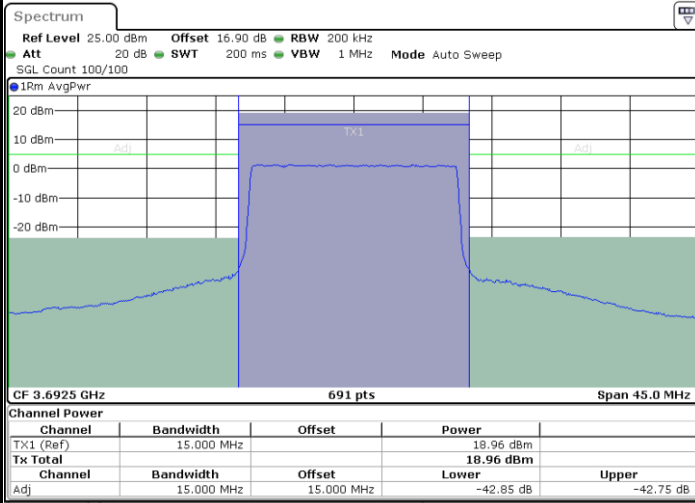 Spectrum
Ref Level 25.00 dBm Offset 16.90 dB RBW 200 kHz
Att 20 dB SWT 200 ms VBW 1 MHz Mode Auto Sweep
SGL Count 100/100
1Rm AvgPwr
20 dBm
TX1
10 dBm
Adj Adj
0 dBm
-10 dBm
-20 dBm
CF 3.6925 GHz 691 pts Span 45.0 MHz
Channel Power
Channel Bandwidth Offset Power
TX1 (Ref) 15.000 MHz 18.96 dBm
Tx Total 18.96 dBm
Channel Bandwidth Offset Lower Upper
Adj 15.000 MHz 15.000 MHz -42.85 dB -42.75 dB